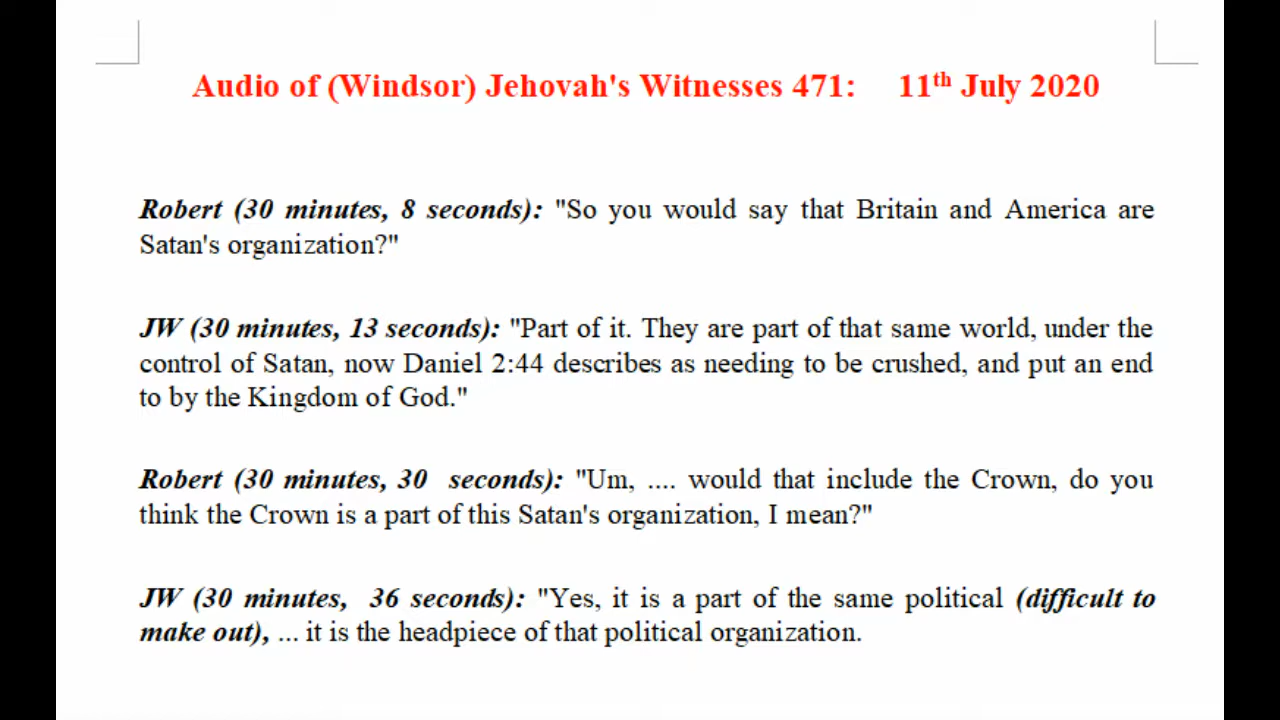 Audio of (Windsor) Jehovah's Witnesses 471: 11th July 2020
Robert (30 minutes, 8 seconds): "So you would say that Britain and America are
Satan's organization?"
JW (30 minutes, 13 seconds): "Part of it. They are part of that same world, under the
control of Satan, now Daniel 2:44 describes as needing to be crushed, and put an end
to by the Kingdom of God."
Robert (30 minutes, 30 seconds): "Um, .... would that include the Crown, do you
think the Crown is a part of this Satan's organization, I mean?"
JW (30 minutes, 36 seconds): "Yes, it is a part of the same political (difficult to
make out), ... it is the headpiece of that political organization.